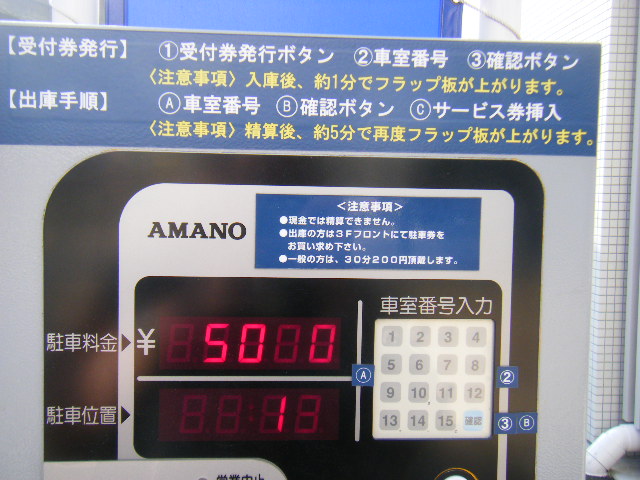 【受付券発行】 ①受付券発行ボタン ②車室番号 ③確認ボタン
〈注意事項〉入庫後、約1分でフラップ板が上がります。
【出庫手順】 Ⓐ車室番号 Ⓑ確認ボタン Ⓒサービス券挿入
〈注意事項〉精算後、約5分で再度フラップ板が上がります。
＜注意事項＞
●現金では精算できません。
●出庫の方は３Fフロントにて駐車券を
お買い求め下さい。
●一般の方は、３０分２００円頂戴します。
AMANO
車室番号入力
駐車料金 ¥ 5000
駐車位置 1
1 2 3 4
5 6 7 8
9 10 11 12
13 14 15 確認
Ⓐ
②
③ Ⓑ
営業中止